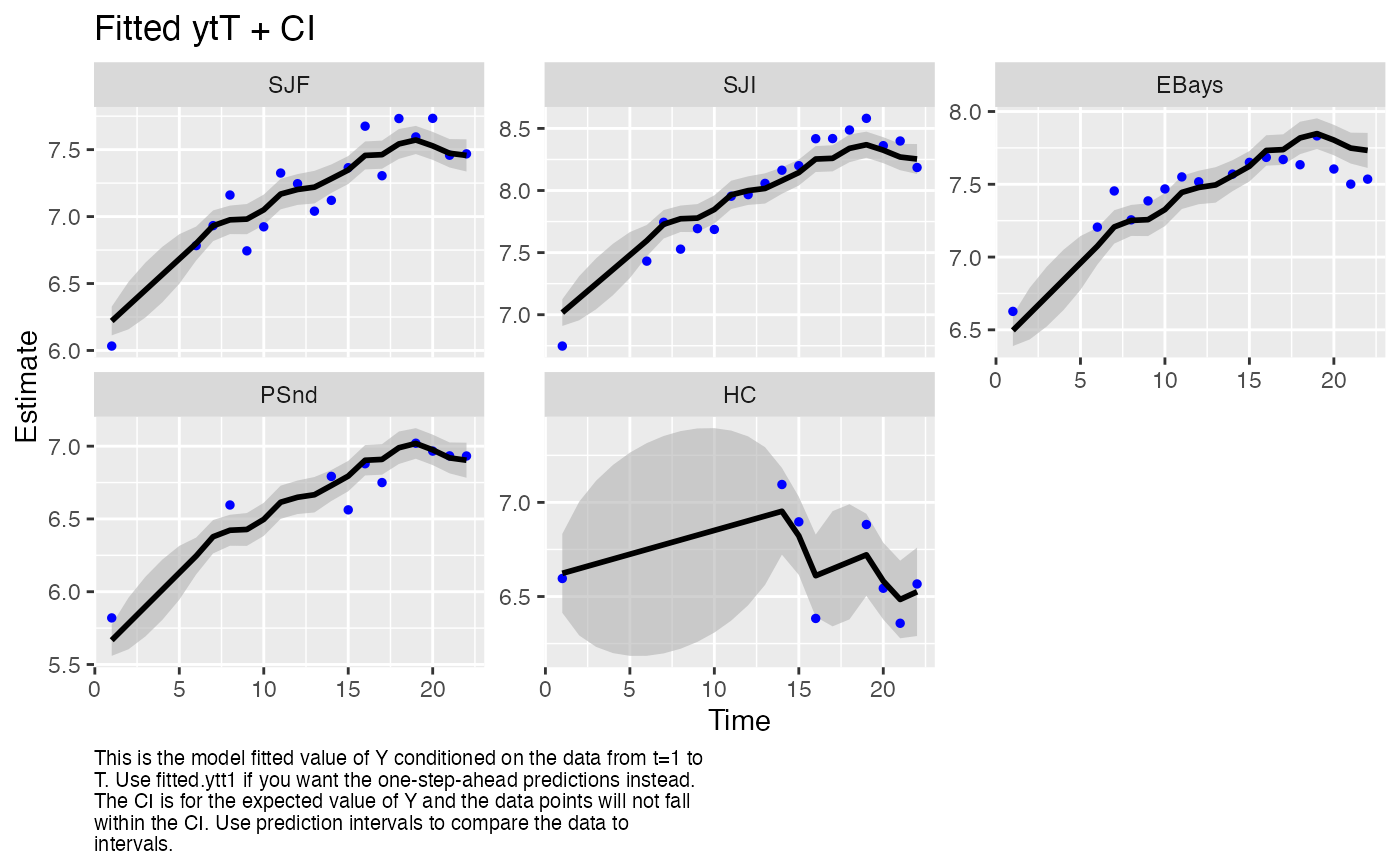 Fitted ytT + CI
SJF
SJI
EBays
7.5
7.0
6.5
6.0
8.5
8.0
7.5
7.0
8.0
7.5
7.0
6.5
0 5 10 15 20
Estimate
PSnd
HC
7.0
6.5
6.0
5.5
7.0
6.5
0 5 10 15 20
0 5 10 15 20
Time
This is the model fitted value of Y conditioned on the data from t=1 to
T. Use fitted.ytt1 if you want the one-step-ahead predictions instead.
The CI is for the expected value of Y and the data points will not fall
within the CI. Use prediction intervals to compare the data to
intervals.